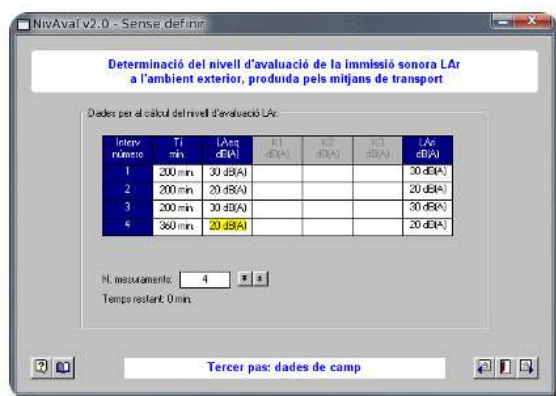 NivAval v2.0 - Sense definir
Determinació del nivell d'avaluació de la immissió sonora LAr
a l'ambient exterior, produïda pels mitjans de transport
Dades per al càlcul del nivell d'avaluació LAr:
Interv. Ti LAeq K1 K2 K3 LAri
número min. dB(A) dB(A) dB(A) dB(A) dB(A)
1 200 min. 30 dB(A) 30 dB(A)
2 200 min. 20 dB(A) 20 dB(A)
3 200 min. 30 dB(A) 30 dB(A)
4 360 min. 20 dB(A) 20 dB(A)
N. mesuraments: 4
Temps restant: 0 min.
Tercer pas: dades de camp